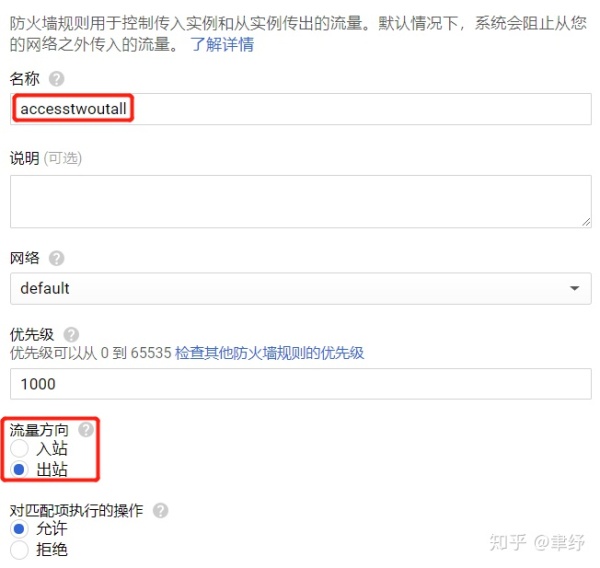 防火墙规则用于控制传入实例和从实例传出的流量。默认情况下，系统会阻止从您
的网络之外传入的流量。 了解详情
名称 ?
accesstwoutall
说明 (可选)
网络 ?
default
优先级 ?
优先级可以从 0 到 65535 检查其他防火墙规则的优先级
1000
流量方向 ?
入站
出站
对匹配项执行的操作 ?
允许
拒绝
知乎 @聿纾